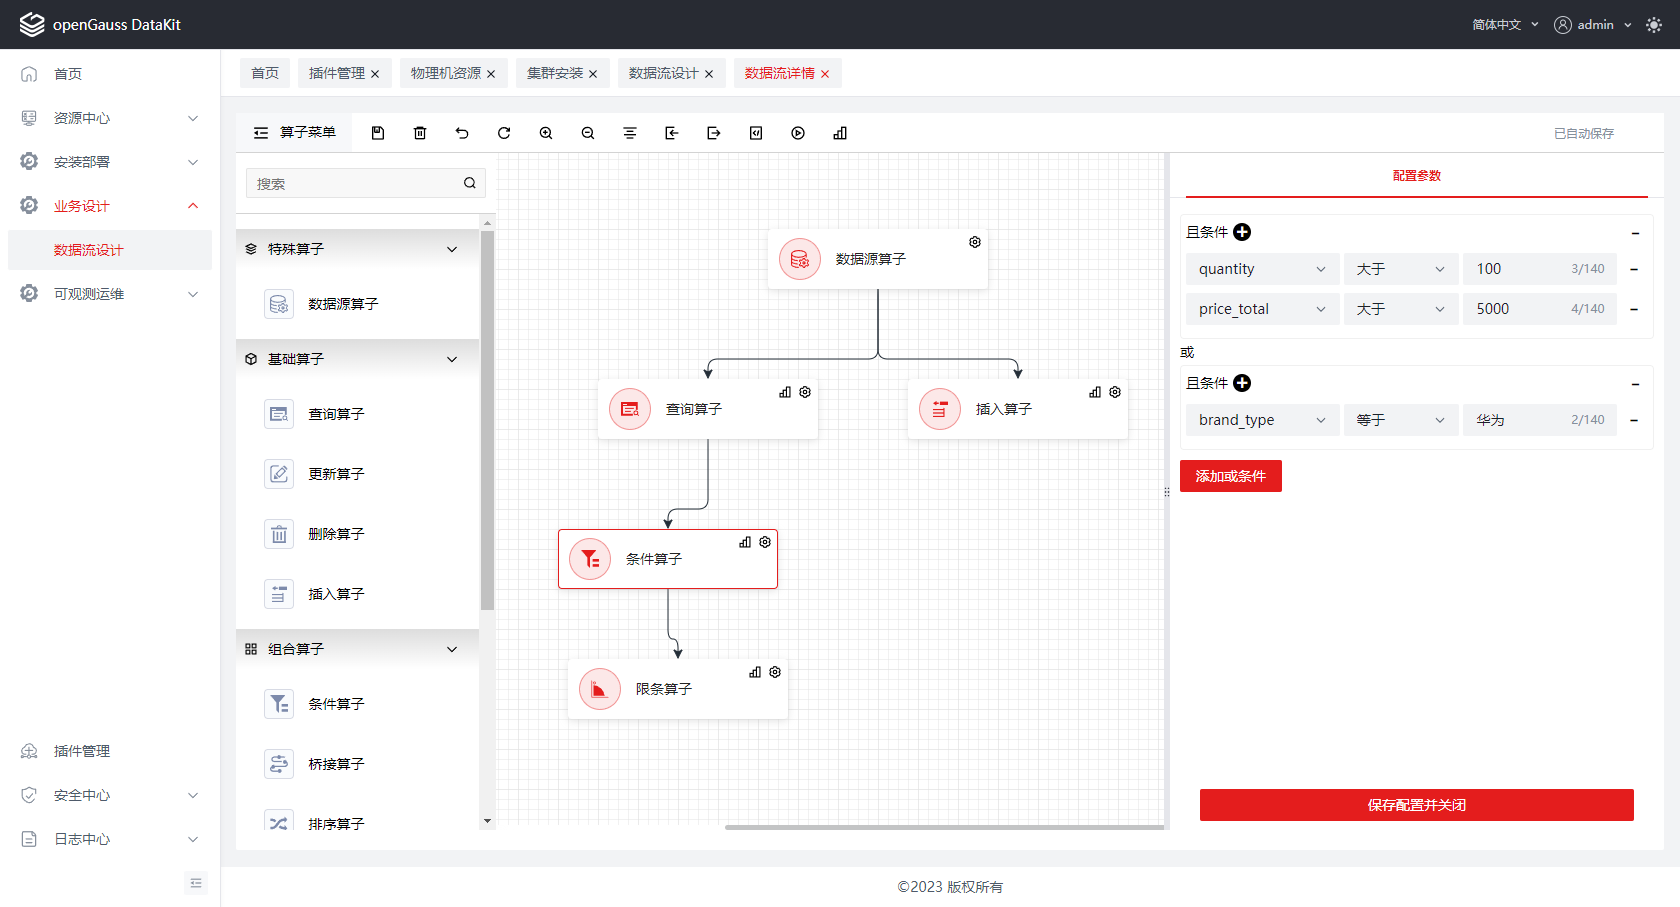 openGauss DataKit
简体中文
admin
首页
资源中心
安装部署
业务设计
数据流设计
可观测运维
插件管理
安全中心
日志中心
首页
插件管理
物理机资源
集群安装
数据流设计
数据流详情
算子菜单
已自动保存
搜索
特殊算子
数据源算子
基础算子
查询算子
更新算子
删除算子
插入算子
组合算子
条件算子
桥接算子
排序算子
数据源算子
查询算子
插入算子
条件算子
限条算子
配置参数
且条件
quantity 大于 100 3/140
price_total 大于 5000 4/140
或
且条件
brand_type 等于 华为 2/140
添加或条件
保存配置并关闭
©2023 版权所有